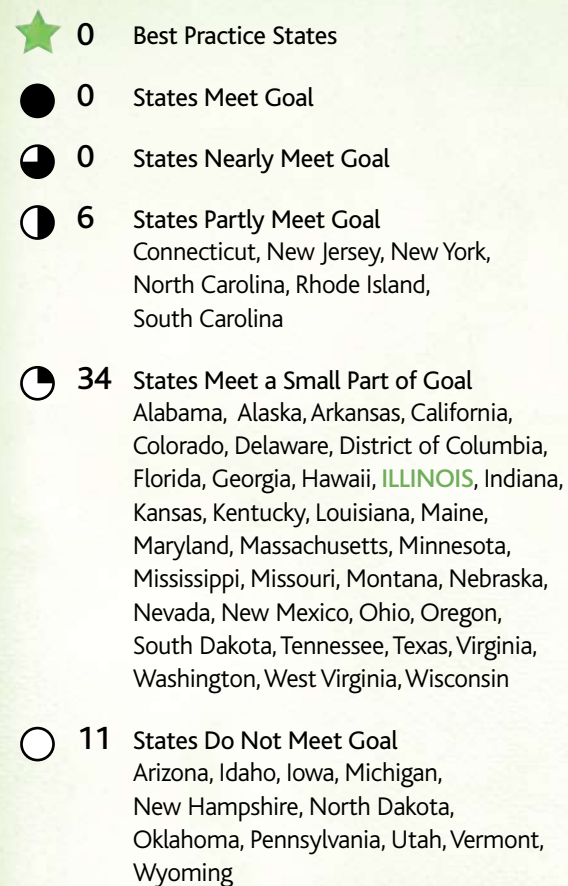 0 Best Practice States
0 States Meet Goal
0 States Nearly Meet Goal
6 States Partly Meet Goal
Connecticut, New Jersey, New York,
North Carolina, Rhode Island,
South Carolina
34 States Meet a Small Part of Goal
Alabama, Alaska, Arkansas, California,
Colorado, Delaware, District of Columbia,
Florida, Georgia, Hawaii, ILLINOIS, Indiana,
Kansas, Kentucky, Louisiana, Maine,
Maryland, Massachusetts, Minnesota,
Mississippi, Missouri, Montana, Nebraska,
Nevada, New Mexico, Ohio, Oregon,
South Dakota, Tennessee, Texas, Virginia,
Washington, West Virginia, Wisconsin
11 States Do Not Meet Goal
Arizona, Idaho, Iowa, Michigan,
New Hampshire, North Dakota,
Oklahoma, Pennsylvania, Utah, Vermont,
Wyoming